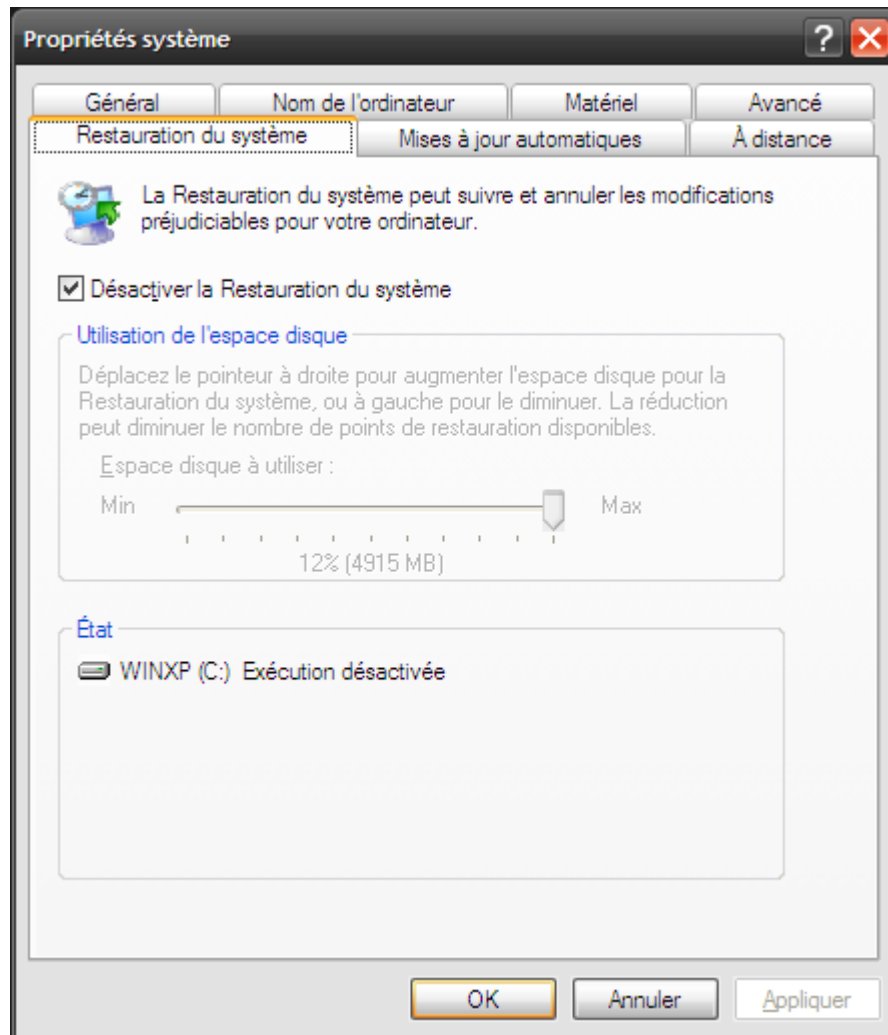 Propriétés système
Général
Nom de l'ordinateur
Matériel
Avancé
Restauration du système
Mises à jour automatiques
À distance
La Restauration du système peut suivre et annuler les modifications
préjudiciables pour votre ordinateur.
Désactiver la Restauration du système
Utilisation de l'espace disque
Déplacez le pointeur à droite pour augmenter l'espace disque pour la
Restauration du système, ou à gauche pour le diminuer. La réduction
peut diminuer le nombre de points de restauration disponibles.
Espace disque à utiliser :
Min
Max
12% (4915 MB)
État
WINXP (C:) Exécution désactivée
OK
Annuler
Appliquer